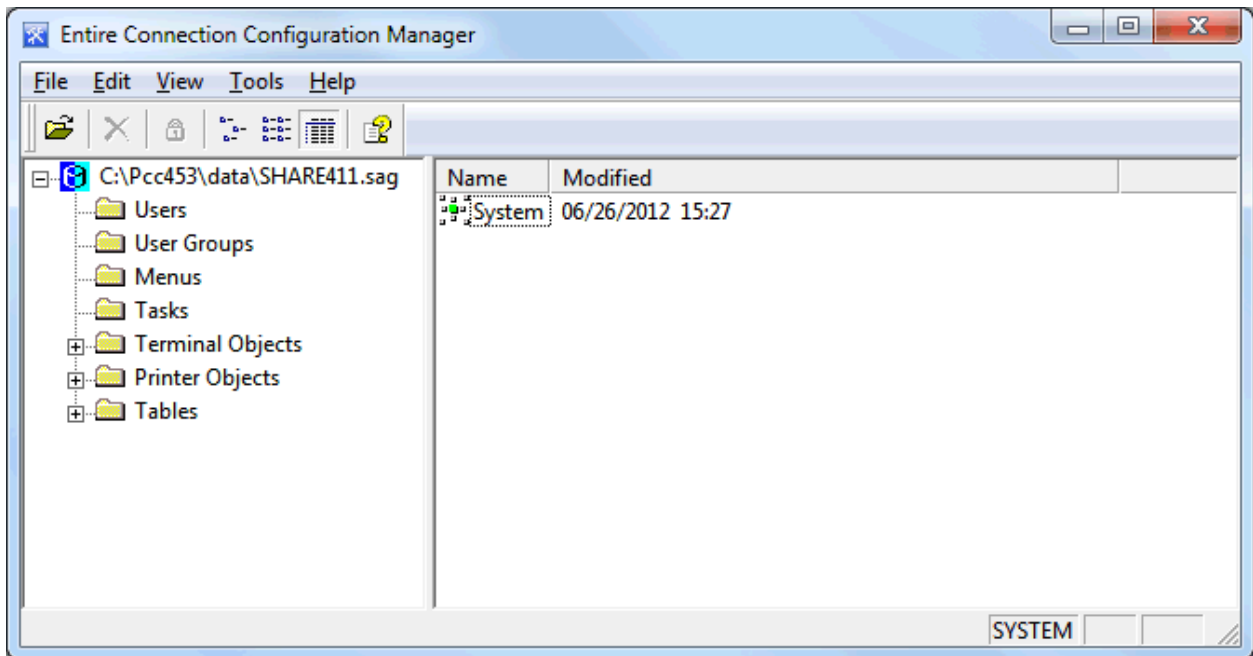 Entire Connection Configuration Manager
File Edit View Tools Help
C:\Pcc453\data\SHARE411.sag
Users
User Groups
Menus
Tasks
Terminal Objects
Printer Objects
Tables
Name Modified
System 06/26/2012 15:27
SYSTEM